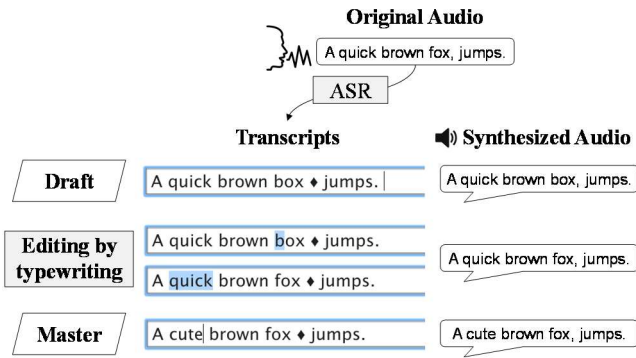 Original Audio
A quick brown fox, jumps.
ASR
Transcripts
Synthesized Audio
Draft
A quick brown box ♦ jumps.
A quick brown box, jumps.
Editing by
typewriting
A quick brown box ♦ jumps.
A quick brown fox ♦ jumps.
A quick brown fox, jumps.
Master
A cute brown fox ♦ jumps.
A cute brown fox, jumps.